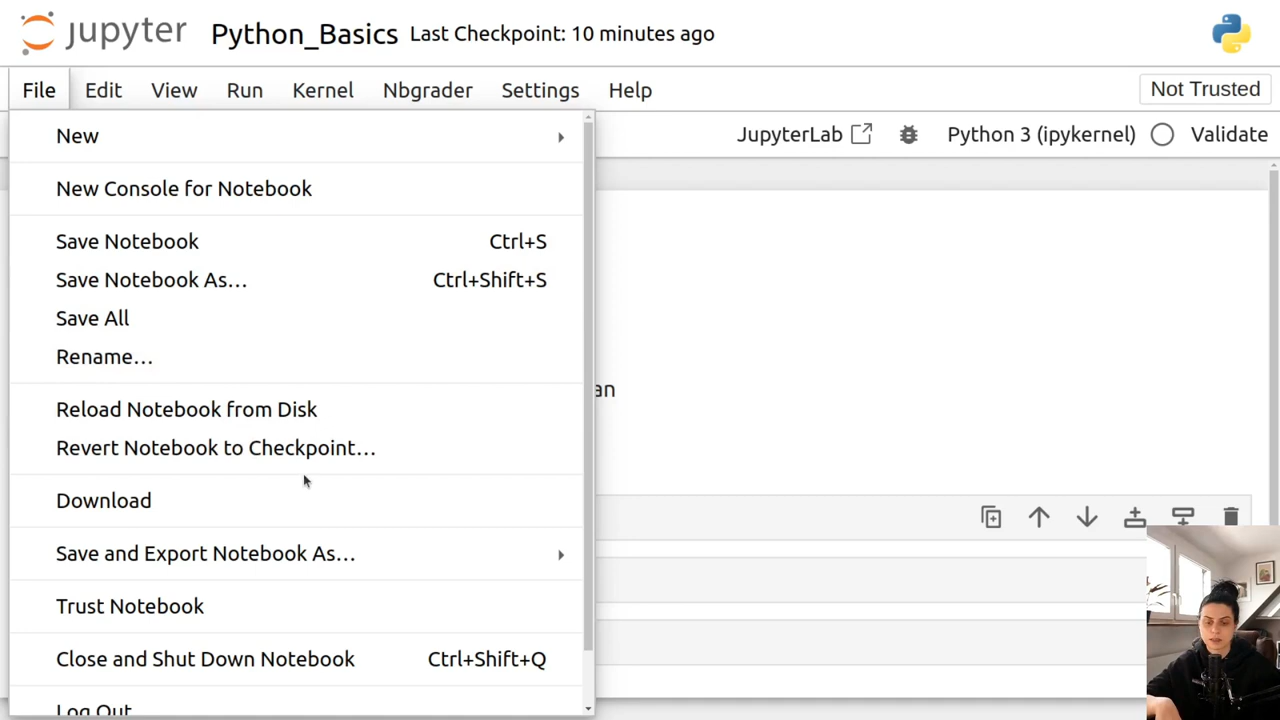 jupyter Python_Basics Last Checkpoint: 10 minutes ago
File Edit View Run Kernel Nbgrader Settings Help Not Trusted
JupyterLab Python 3 (ipykernel) Validate
New
New Console for Notebook
Save Notebook Ctrl+S
Save Notebook As… Ctrl+Shift+S
Save All
Rename…
an
Reload Notebook from Disk
Revert Notebook to Checkpoint…
Download
Save and Export Notebook As…
Trust Notebook
Close and Shut Down Notebook Ctrl+Shift+Q
Log Out